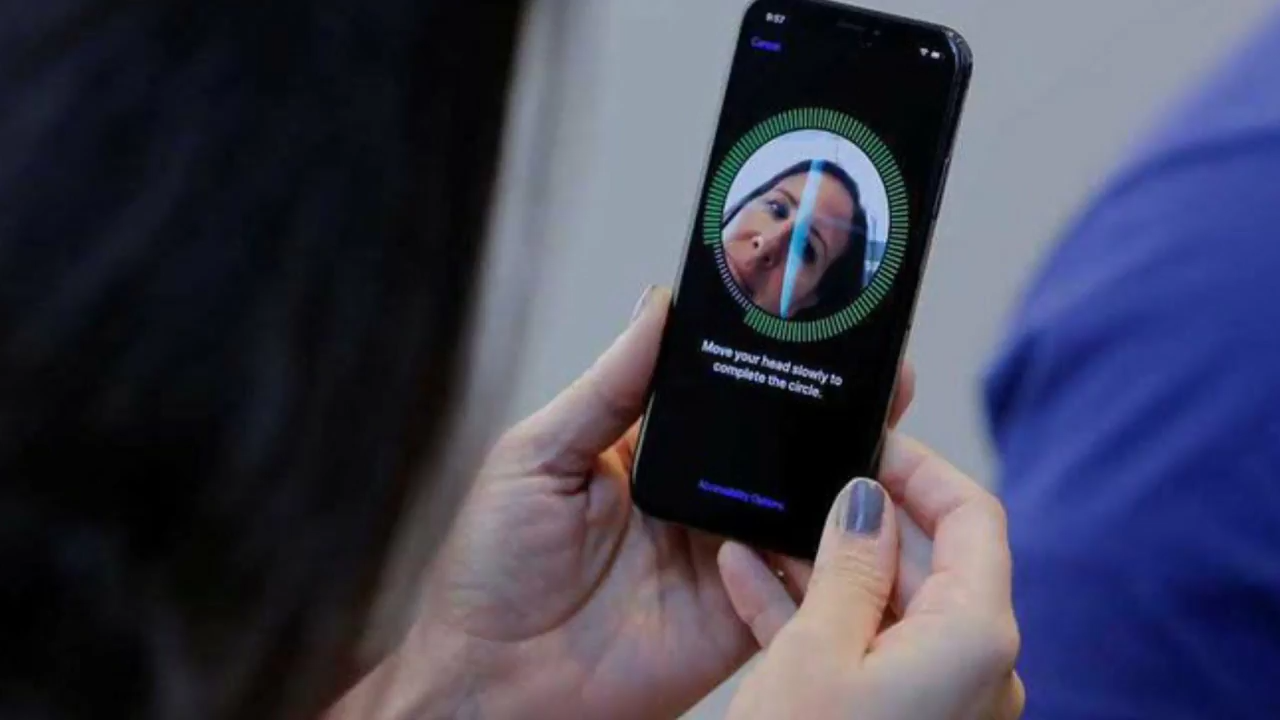 9:57
Cancel
Move your head slowly to
complete the circle.
Accessibility Options